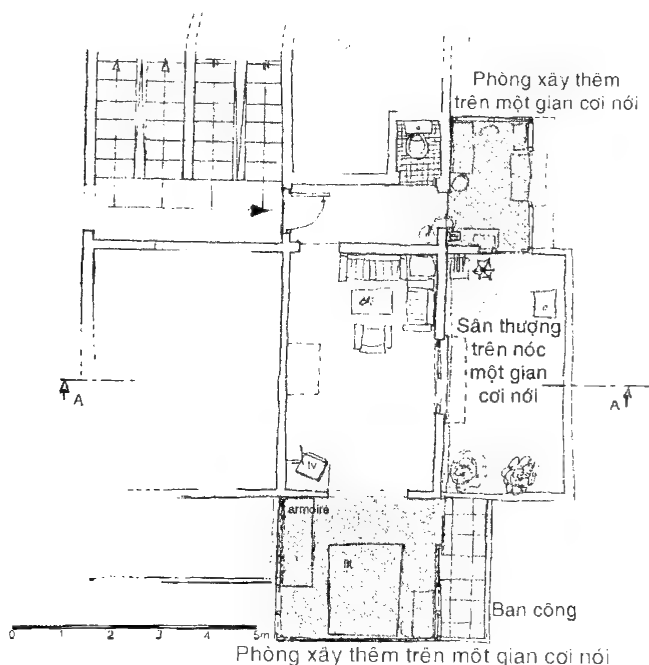 Phòng xây thêm
trên một gian cơi nới
Sân thượng
trên nóc
một gian
cơi nới
A
A
tv
armoire
lit
Ban công
0 1 2 3 4 5m
Phòng xây thêm trên một gian cơi nới